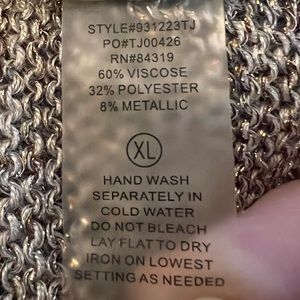 STYLE#931223TJ
PO#TJ00426
RN#84319
60% VISCOSE
32% POLYESTER
8% METALLIC
XL
HAND WASH
SEPARATELY IN
COLD WATER
DO NOT BLEACH
LAY FLAT TO DRY
IRON ON LOWEST
SETTING AS NEEDED